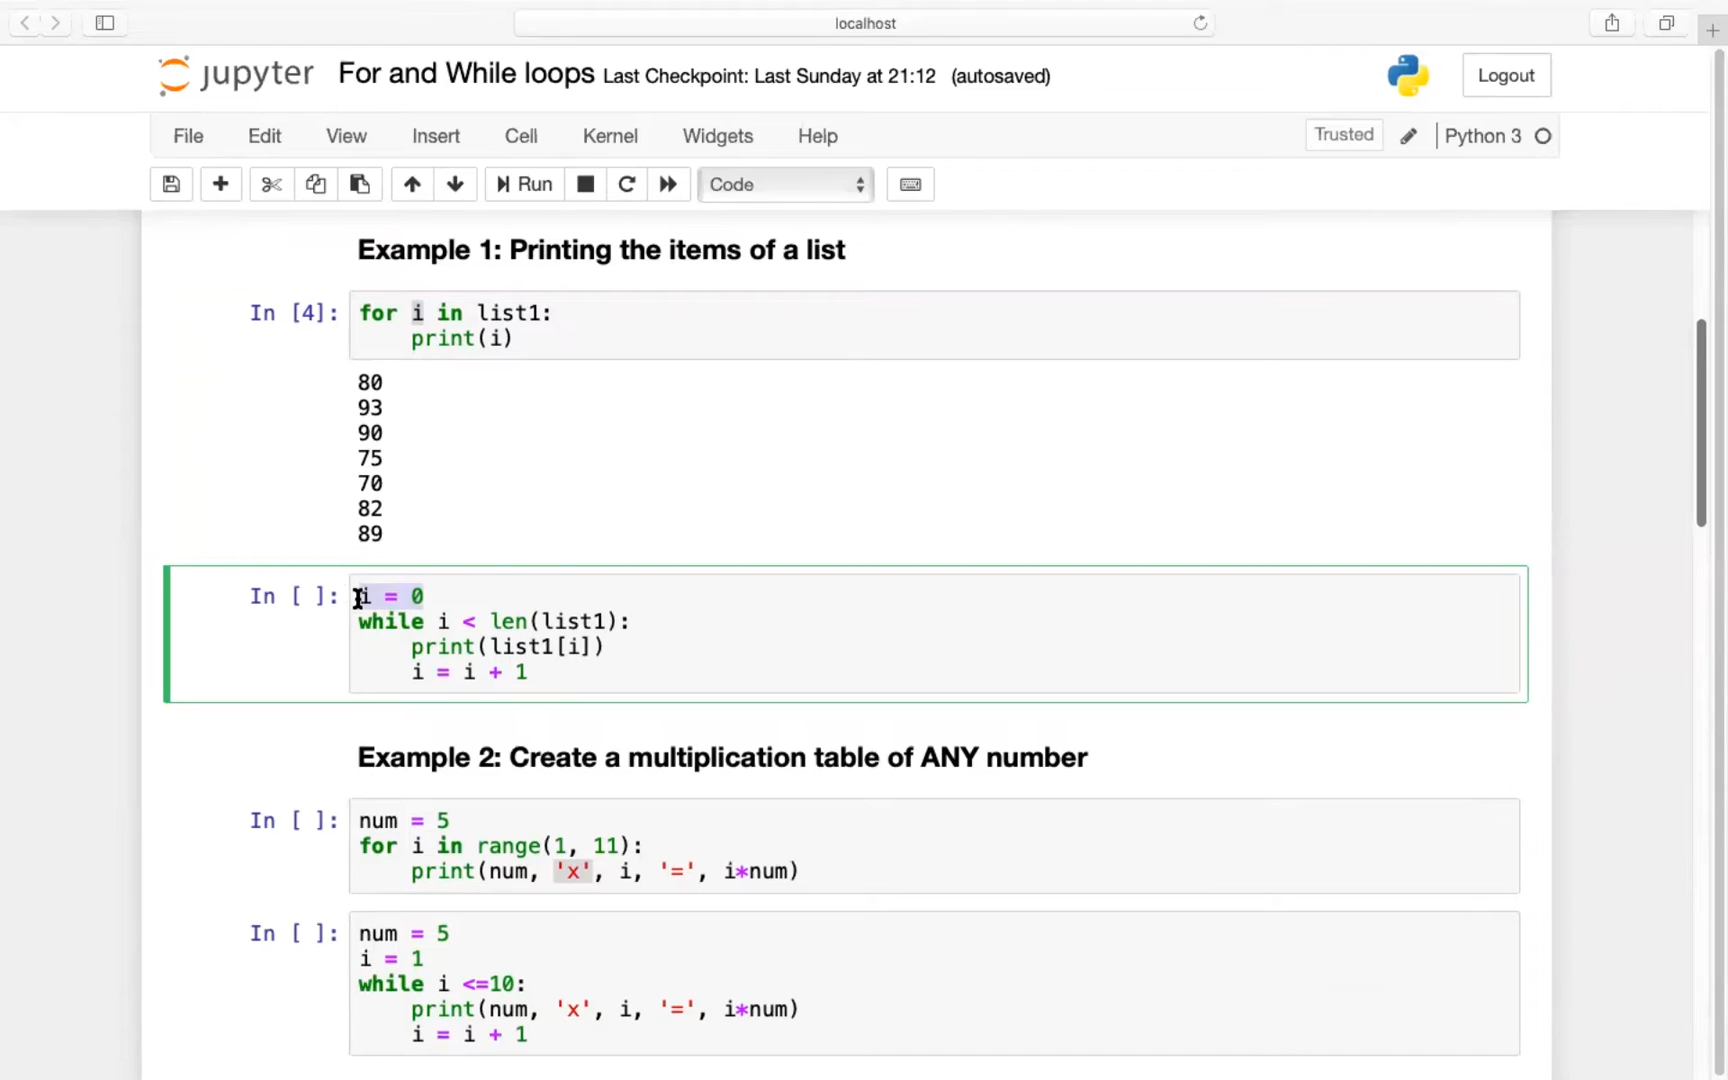 localhost
jupyter For and While loops Last Checkpoint: Last Sunday at 21:12 (autosaved)
Logout
File Edit View Insert Cell Kernel Widgets Help
Trusted Python 3
Run Code
Example 1: Printing the items of a list
In [4]: for i in list1:
    print(i)
80
93
90
75
70
82
89
In [ ]: i = 0
while i < len(list1):
    print(list1[i])
    i = i + 1
Example 2: Create a multiplication table of ANY number
In [ ]: num = 5
for i in range(1, 11):
    print(num, 'x', i, '=', i*num)
In [ ]: num = 5
i = 1
while i <=10:
    print(num, 'x', i, '=', i*num)
    i = i + 1